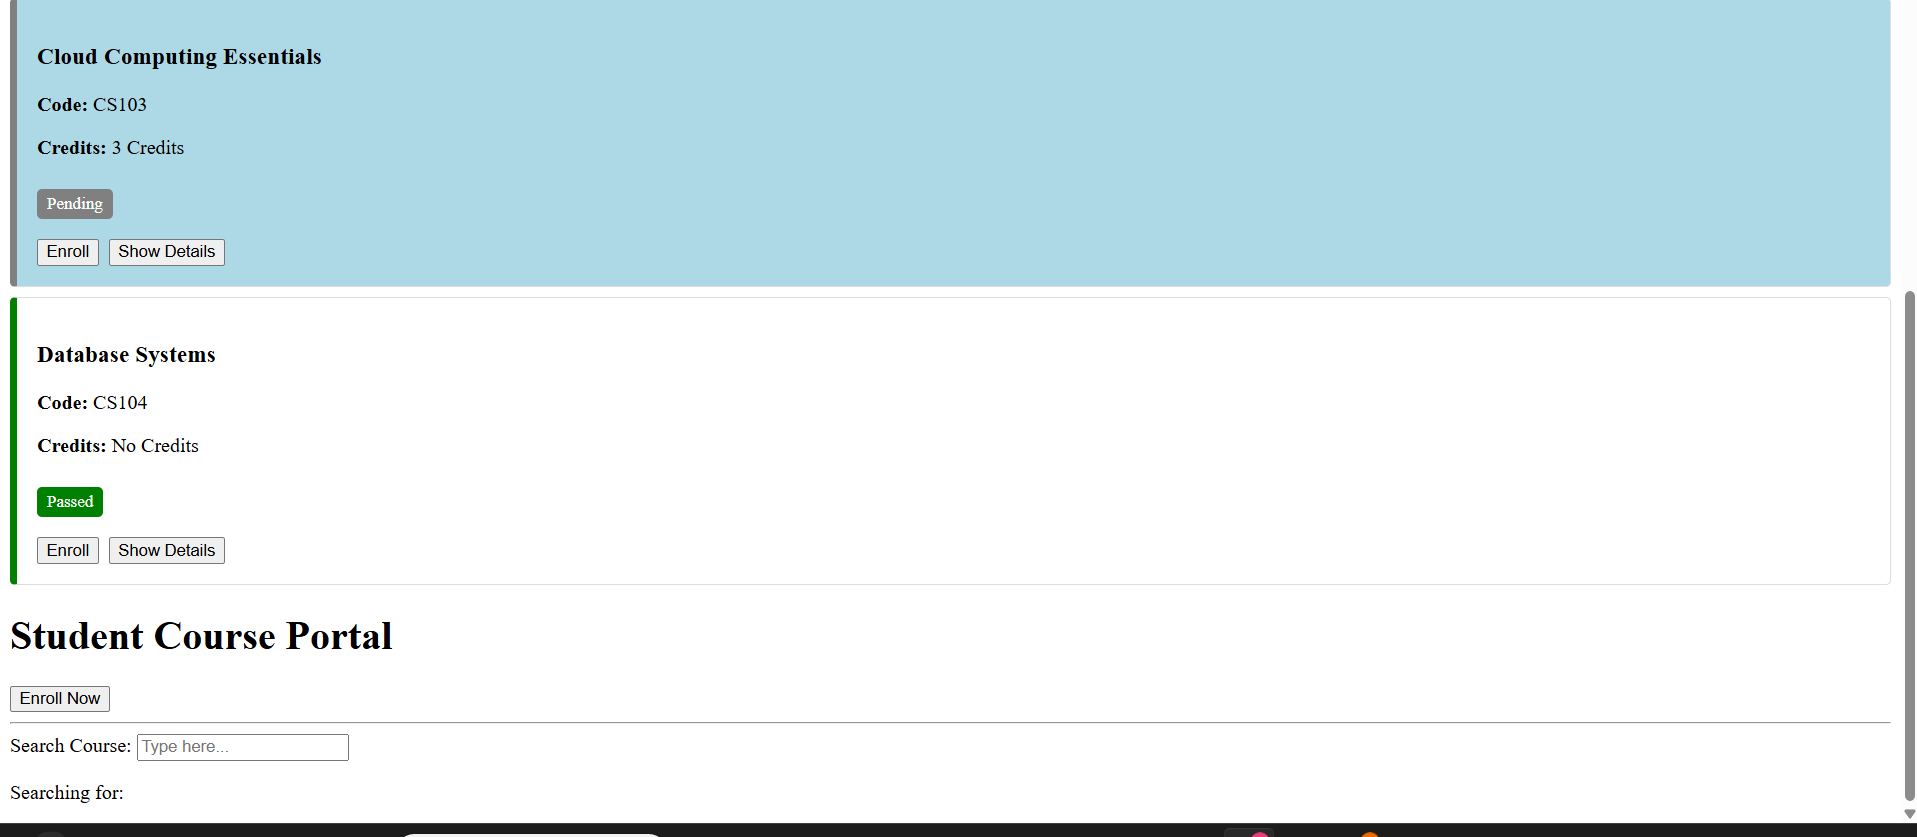 Cloud Computing Essentials
Code: CS103
Credits: 3 Credits
Pending
Enroll Show Details
Database Systems
Code: CS104
Credits: No Credits
Passed
Enroll Show Details
Student Course Portal
Enroll Now
Search Course: Type here...
Searching for: